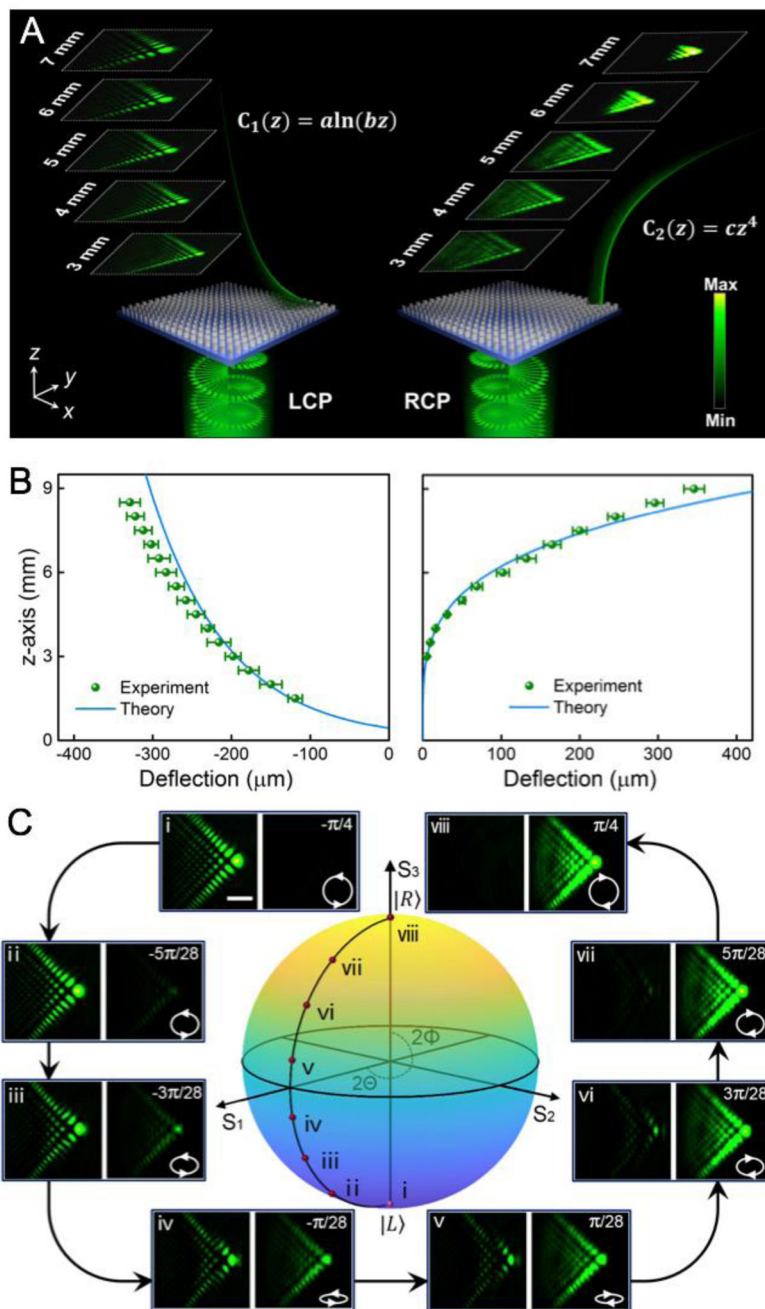 A
7 mm
6 mm
5 mm
4 mm
3 mm
C₁(z) = aln(bz)
7mm
6 mm
5 mm
4 mm
3 mm
C₂(z) = cz⁴
Max
Min
z
y
x
LCP
RCP
B
9
6
3
0
z-axis (mm)
Experiment
Theory
-400
-300
-200
-100
0
Deflection (μm)
Experiment
Theory
0
100
200
300
400
Deflection (μm)
C
i
-π/4
viii
π/4
S₃
|R⟩
viii
vii
vi
v
iv
iii
ii
i
2Φ
2Θ
S₁
S₂
|L⟩
ii
-5π/28
iii
-3π/28
iv
-π/28
v
π/28
vi
3π/28
vii
5π/28